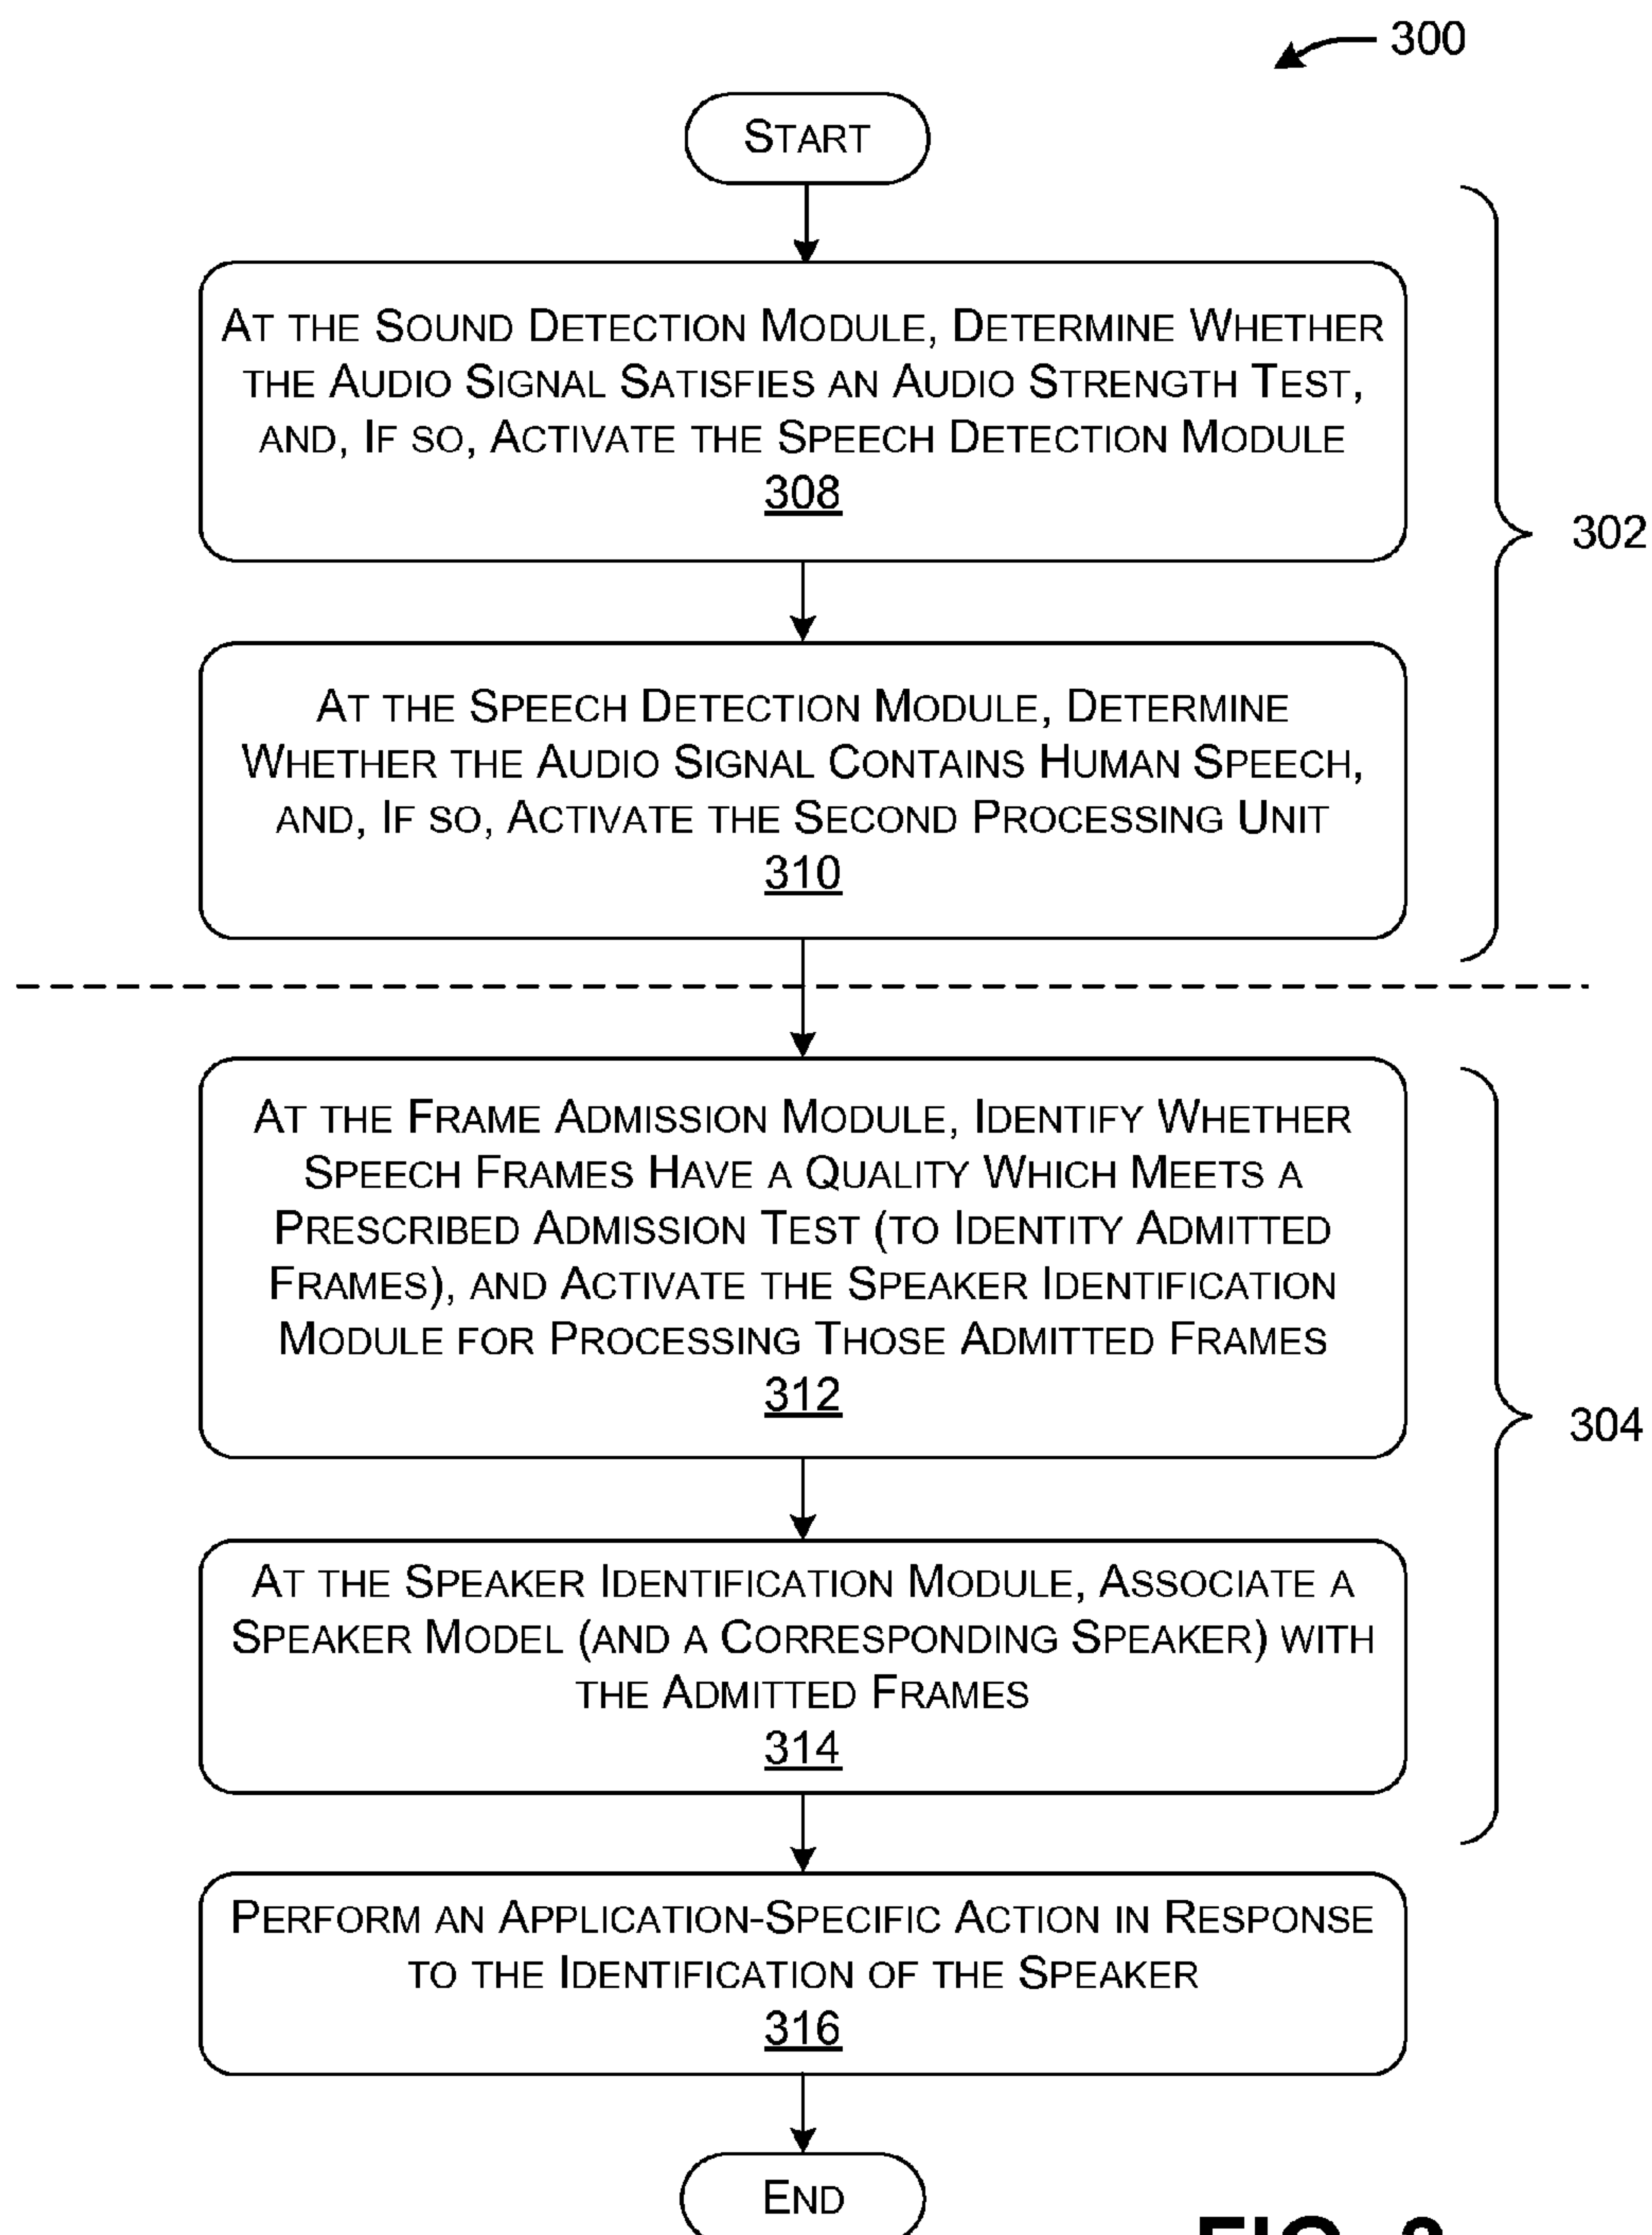 300
Start
At the Sound Detection Module, Determine Whether
the Audio Signal Satisfies an Audio Strength Test,
and, If so, Activate the Speech Detection Module
308
302
At the Speech Detection Module, Determine
Whether the Audio Signal Contains Human Speech,
and, If so, Activate the Second Processing Unit
310
At the Frame Admission Module, Identify Whether
Speech Frames Have a Quality Which Meets a
Prescribed Admission Test (to Identity Admitted
Frames), and Activate the Speaker Identification
Module for Processing Those Admitted Frames
312
304
At the Speaker Identification Module, Associate a
Speaker Model (and a Corresponding Speaker) with
the Admitted Frames
314
Perform an Application-Specific Action in Response
to the Identification of the Speaker
316
End